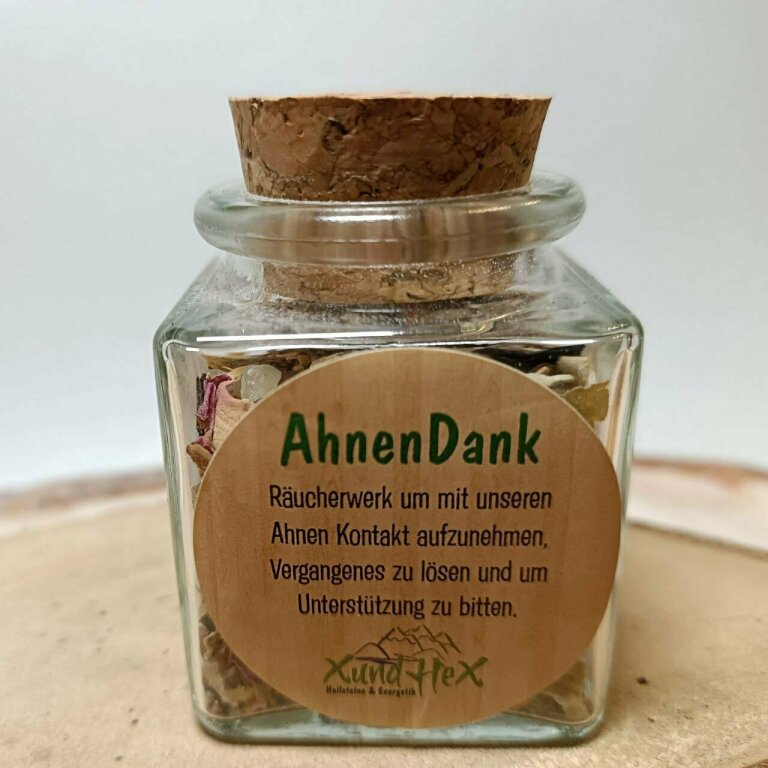 AhnenDank
Räucherwerk um mit unseren
Ahnen Kontakt aufzunehmen,
Vergangenes zu lösen und um
Unterstützung zu bitten.
XundHeX
Heilsteine & Energetik